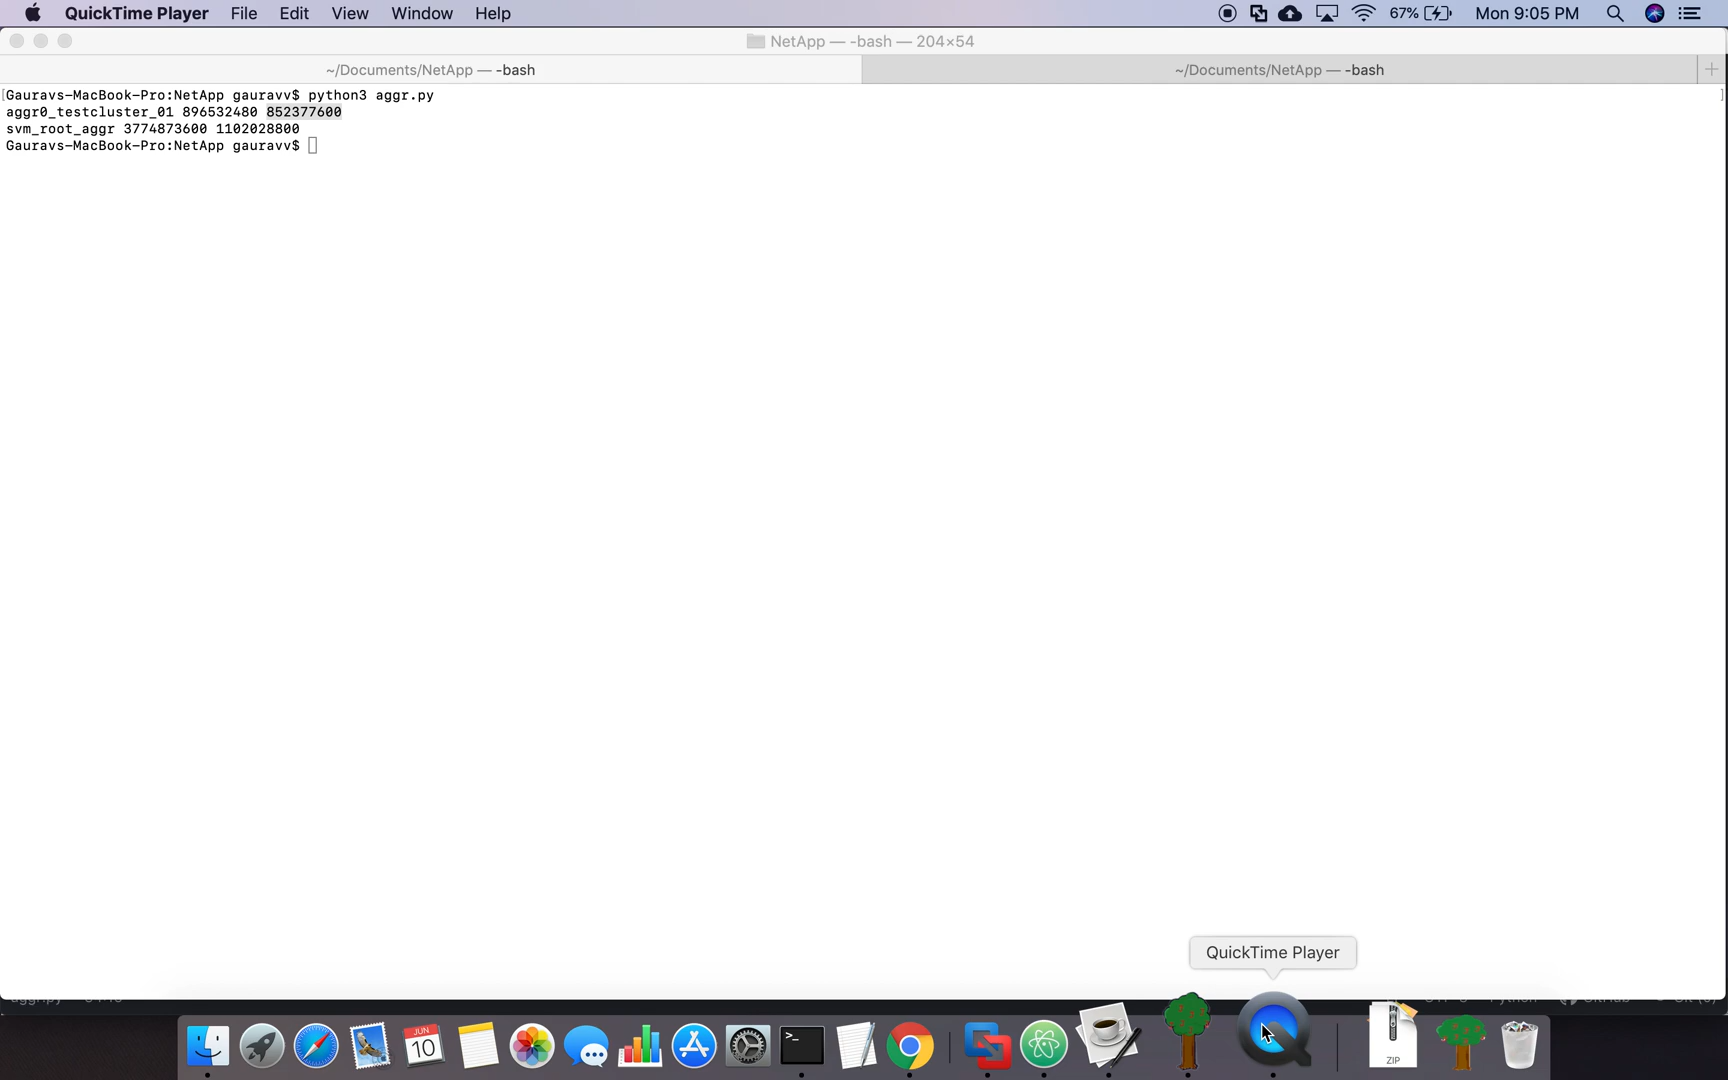 QuickTime Player File Edit View Window Help 67% Mon 9:05 PM
NetApp — -bash — 204×54
~/Documents/NetApp — -bash ~/Documents/NetApp — -bash
Gauravs-MacBook-Pro:NetApp gauravv$ python3 aggr.py
aggr0_testcluster_01 896532480 852377600
svm_root_aggr 3774873600 1102028800
Gauravs-MacBook-Pro:NetApp gauravv$
QuickTime Player
JUN
10
ZIP